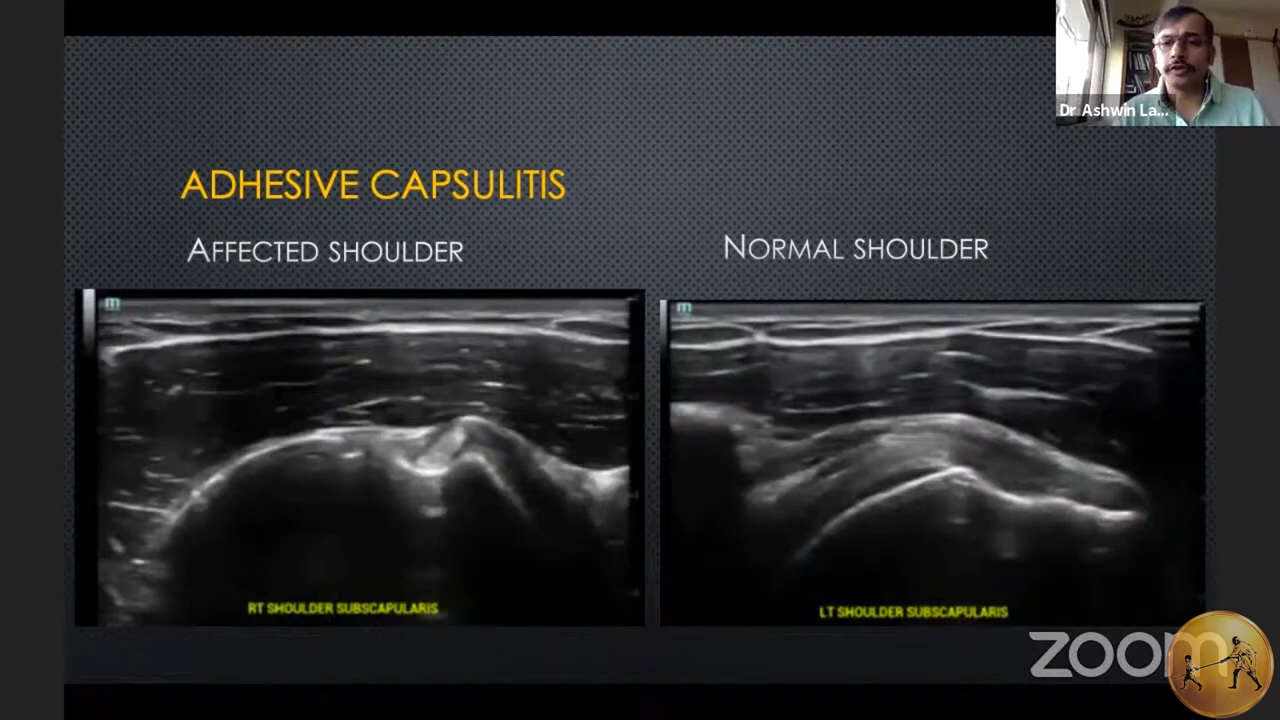 Dr Ashwin La...
ADHESIVE CAPSULITIS
AFFECTED SHOULDER
NORMAL SHOULDER
m
m
RT SHOULDER SUBSCAPULARIS
LT SHOULDER SUBSCAPULARIS
zoom